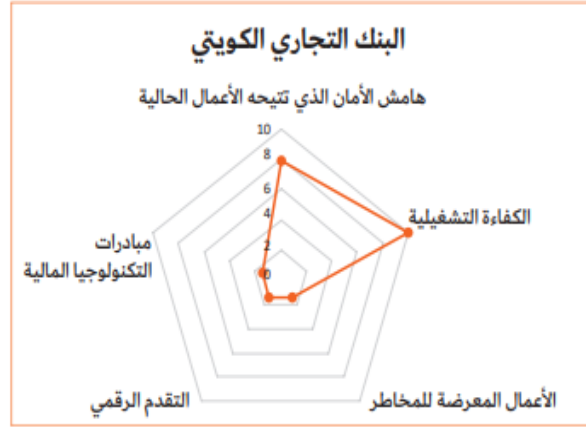 البنك التجاري الكويتي
هامش الأمان الذي تتيحه الأعمال الحالية
10
8
6
4
2
0
الكفاءة التشغيلية
مبادرات
التكنولوجيا المالية
الأعمال المعرضة للمخاطر
التقدم الرقمي